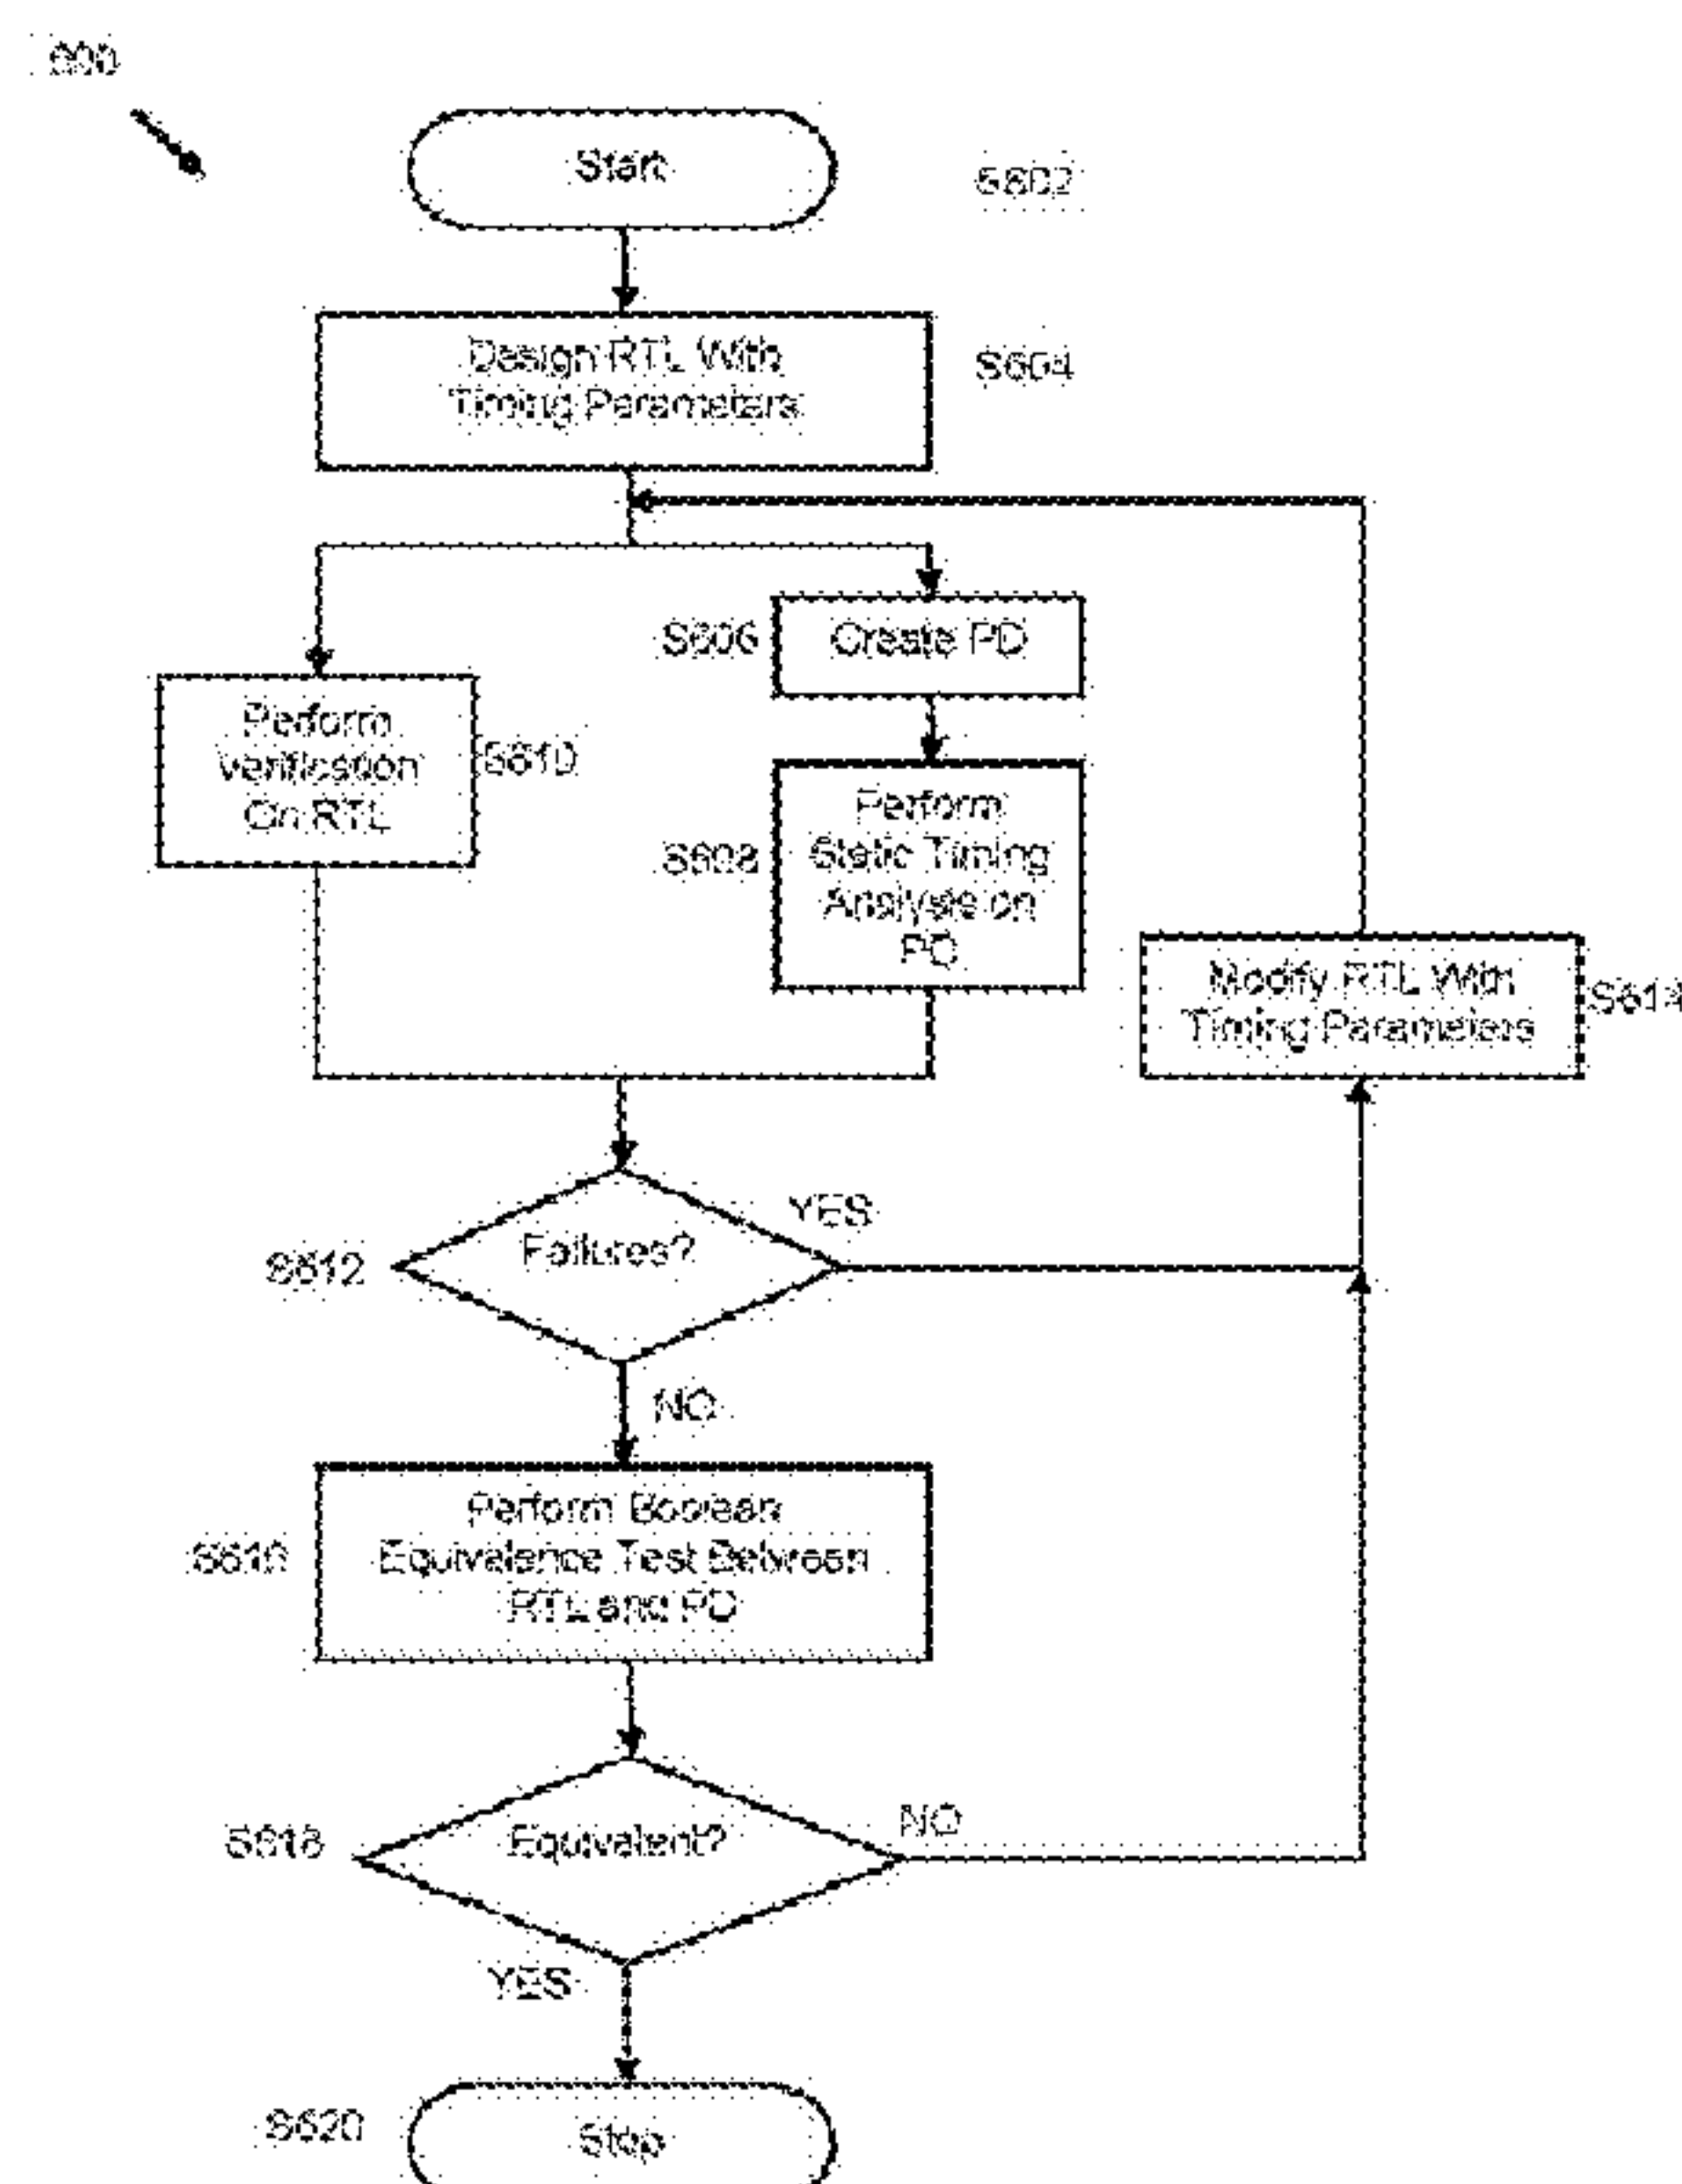 600
Start
S602
Design RTL With
Timing Parameters
S604
S606
Create PD
Perform
verification
On RTL
S610
S608
Perform
Static Timing
Analysis on
PD
Modify RTL With
Timing Parameters
S614
Failures?
YES
S612
NO
Perform Boolean
Equivalence Test Between
RTL and PD
S616
Equivalent?
NO
S618
YES
S620
Stop